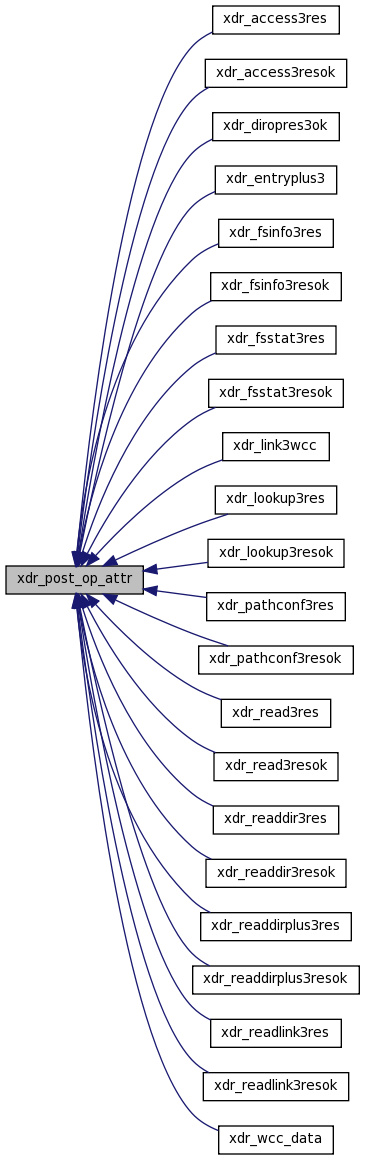 xdr_access3res
xdr_access3resok
xdr_diropres3ok
xdr_entryplus3
xdr_fsinfo3res
xdr_fsinfo3resok
xdr_fsstat3res
xdr_fsstat3resok
xdr_link3wcc
xdr_lookup3res
xdr_lookup3resok
xdr_post_op_attr
xdr_pathconf3res
xdr_pathconf3resok
xdr_read3res
xdr_read3resok
xdr_readdir3res
xdr_readdir3resok
xdr_readdirplus3res
xdr_readdirplus3resok
xdr_readlink3res
xdr_readlink3resok
xdr_wcc_data